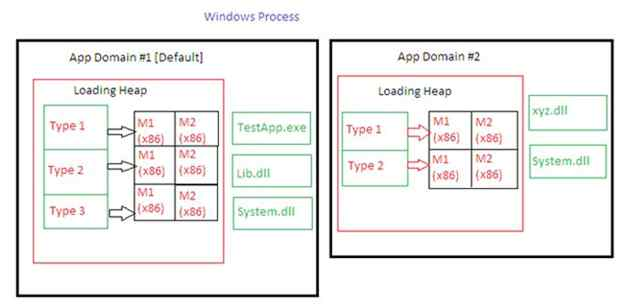 Windows Process
App Domain #1 [Default]
Loading Heap
Type 1
M1 (x86)
M2 (x86)
Type 2
M1 (x86)
M2 (x86)
Type 3
M1 (x86)
M2 (x86)
TestApp.exe
Lib.dll
System.dll
App Domain #2
Loading Heap
Type 1
M1 (x86)
M2 (x86)
Type 2
M1 (x86)
M2 (x86)
xyz.dll
System.dll